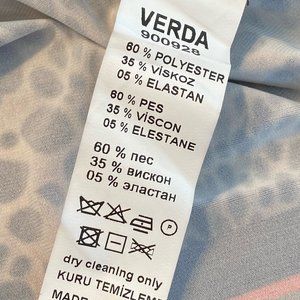 VERDA
900928
60 % POLYESTER
35 % VİSKOZ
05 % ELASTAN
60 % PES
35 % VİSCON
05 % ELESTANE
60 % пес
35 % вискон
05 % эластан
P
dry cleaning only
KURU TEMİZLEME
MADE